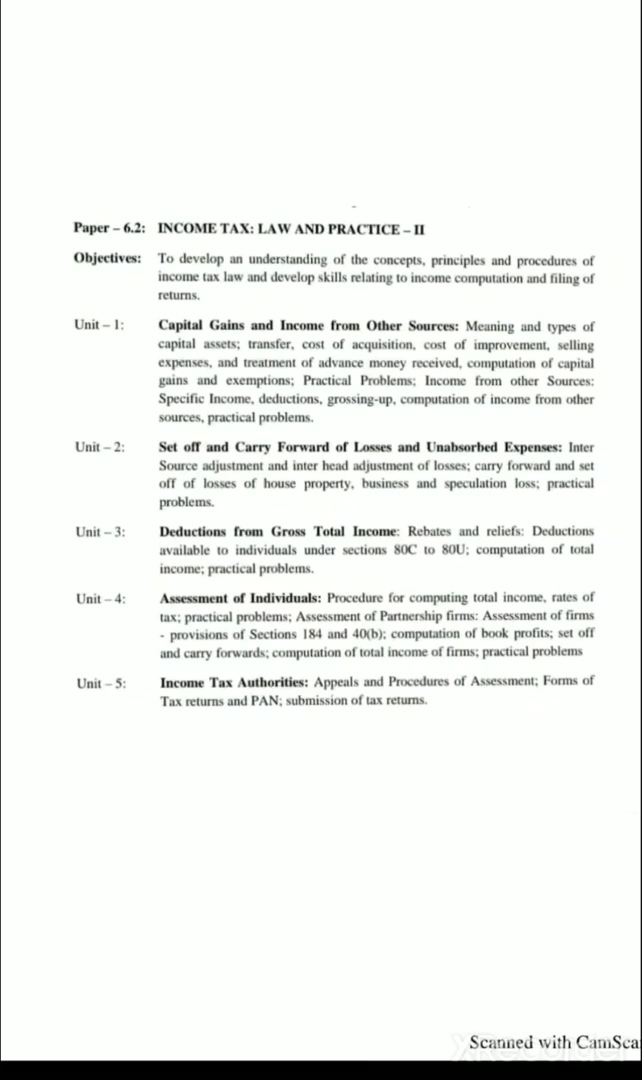 Paper – 6.2: INCOME TAX: LAW AND PRACTICE – II
Objectives: To develop an understanding of the concepts, principles and procedures of
income tax law and develop skills relating to income computation and filing of
returns.
Unit – 1: Capital Gains and Income from Other Sources: Meaning and types of
capital assets; transfer, cost of acquisition, cost of improvement, selling
expenses, and treatment of advance money received, computation of capital
gains and exemptions; Practical Problems; Income from other Sources:
Specific Income, deductions, grossing-up, computation of income from other
sources, practical problems.
Unit – 2: Set off and Carry Forward of Losses and Unabsorbed Expenses: Inter
Source adjustment and inter head adjustment of losses; carry forward and set
off of losses of house property, business and speculation loss; practical
problems.
Unit – 3: Deductions from Gross Total Income: Rebates and reliefs: Deductions
available to individuals under sections 80C to 80U; computation of total
income; practical problems.
Unit – 4: Assessment of Individuals: Procedure for computing total income, rates of
tax; practical problems; Assessment of Partnership firms: Assessment of firms
- provisions of Sections 184 and 40(b); computation of book profits; set off
and carry forwards; computation of total income of firms; practical problems
Unit – 5: Income Tax Authorities: Appeals and Procedures of Assessment; Forms of
Tax returns and PAN; submission of tax returns.
Scanned with CamSca
XRecorder